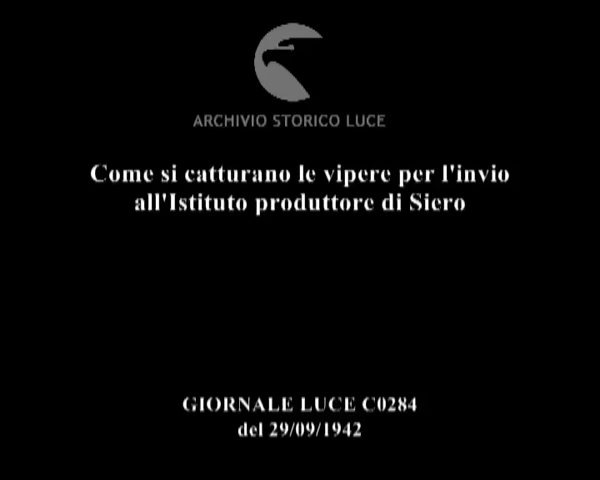 ARCHIVIO STORICO LUCE
Come si catturano le vipere per l'invio
all'Istituto produttore di Siero
GIORNALE LUCE C0284
del 29/09/1942